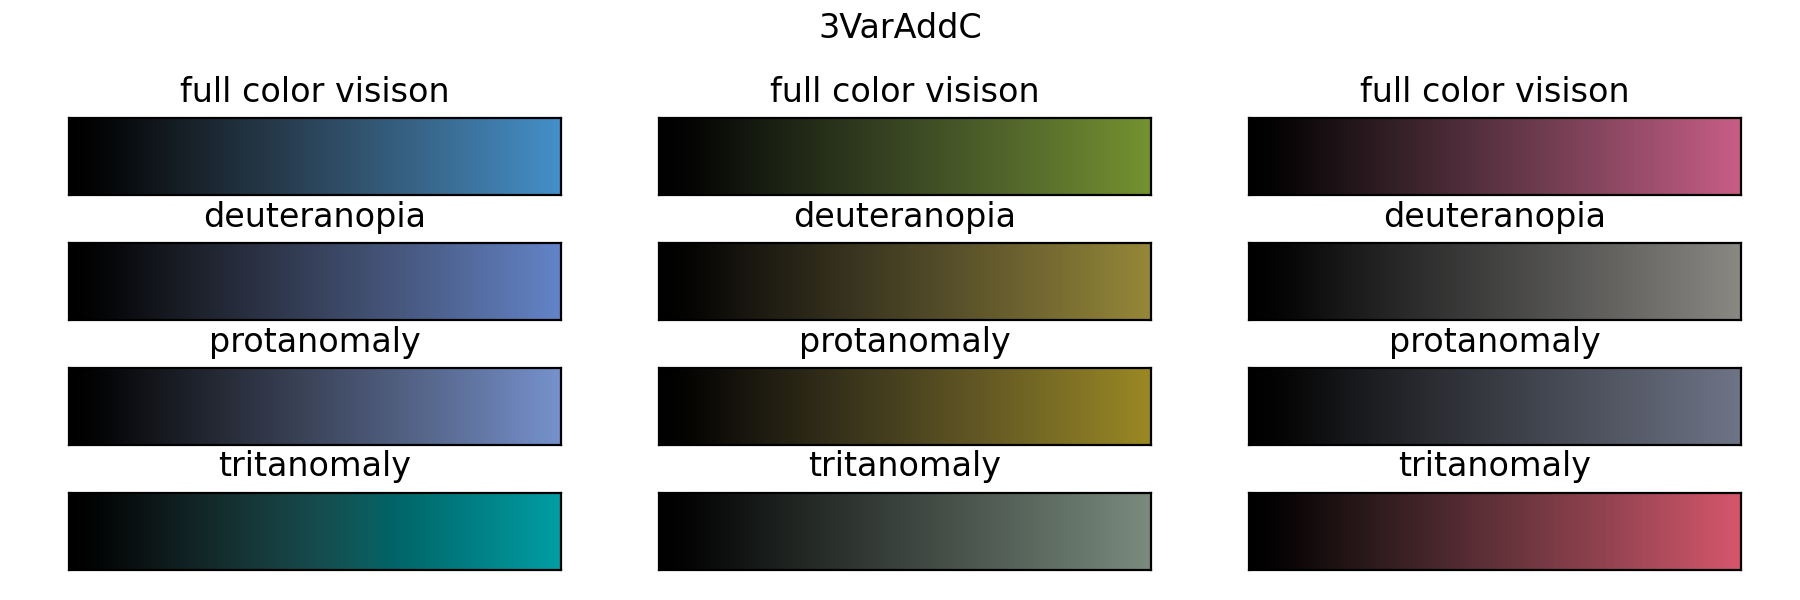 3VarAddC
full color visison
full color visison
full color visison
deuteranopia
deuteranopia
deuteranopia
protanomaly
protanomaly
protanomaly
tritanomaly
tritanomaly
tritanomaly